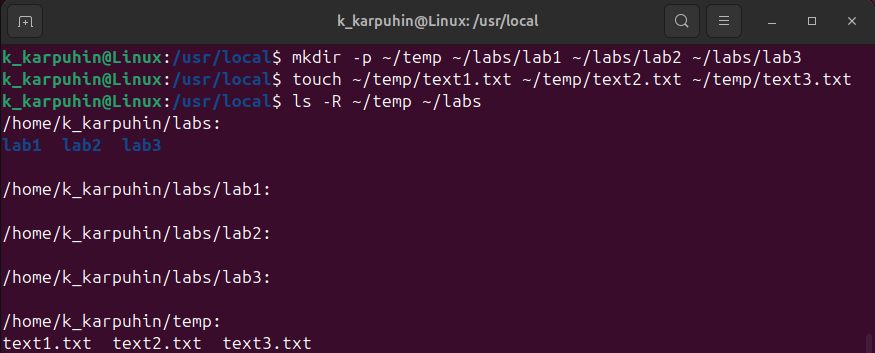 k_karpuhin@Linux: /usr/local
k_karpuhin@Linux:/usr/local$ mkdir -p ~/temp ~/labs/lab1 ~/labs/lab2 ~/labs/lab3
k_karpuhin@Linux:/usr/local$ touch ~/temp/text1.txt ~/temp/text2.txt ~/temp/text3.txt
k_karpuhin@Linux:/usr/local$ ls -R ~/temp ~/labs
/home/k_karpuhin/labs:
lab1  lab2  lab3
/home/k_karpuhin/labs/lab1:
/home/k_karpuhin/labs/lab2:
/home/k_karpuhin/labs/lab3:
/home/k_karpuhin/temp:
text1.txt  text2.txt  text3.txt